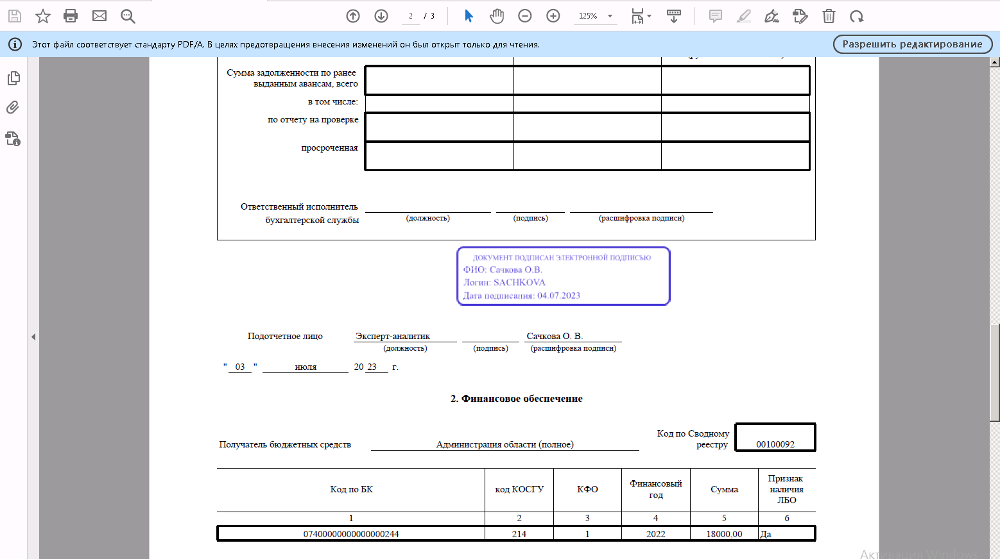 2 / 3
125%
Этот файл соответствует стандарту PDF/A. В целях предотвращения внесения изменений он был открыт только для чтения.
Разрешить редактирование
Сумма задолженности по ранее
выданным авансам, всего
в том числе:
по отчету на проверке
просроченная
Ответственный исполнитель
бухгалтерской службы
(должность) (подпись) (расшифровка подписи)
ДОКУМЕНТ ПОДПИСАН ЭЛЕКТРОННОЙ ПОДПИСЬЮ
ФИО: Сачкова О.В.
Логин: SACHKOVA
Дата подписания: 04.07.2023
Подотчетное лицо Эксперт-аналитик Сачкова О. В.
(должность) (подпись) (расшифровка подписи)
" 03 " июля 20 23 г.
2. Финансовое обеспечение
Код по Сводному
Получатель бюджетных средств Администрация области (полное) реестру 00100092
Код по БК код КОСГУ КФО Финансовый год Сумма Признак наличия ЛБО
1 2 3 4 5 6
07400000000000000244 214 1 2022 18000,00 Да
Активация Windows